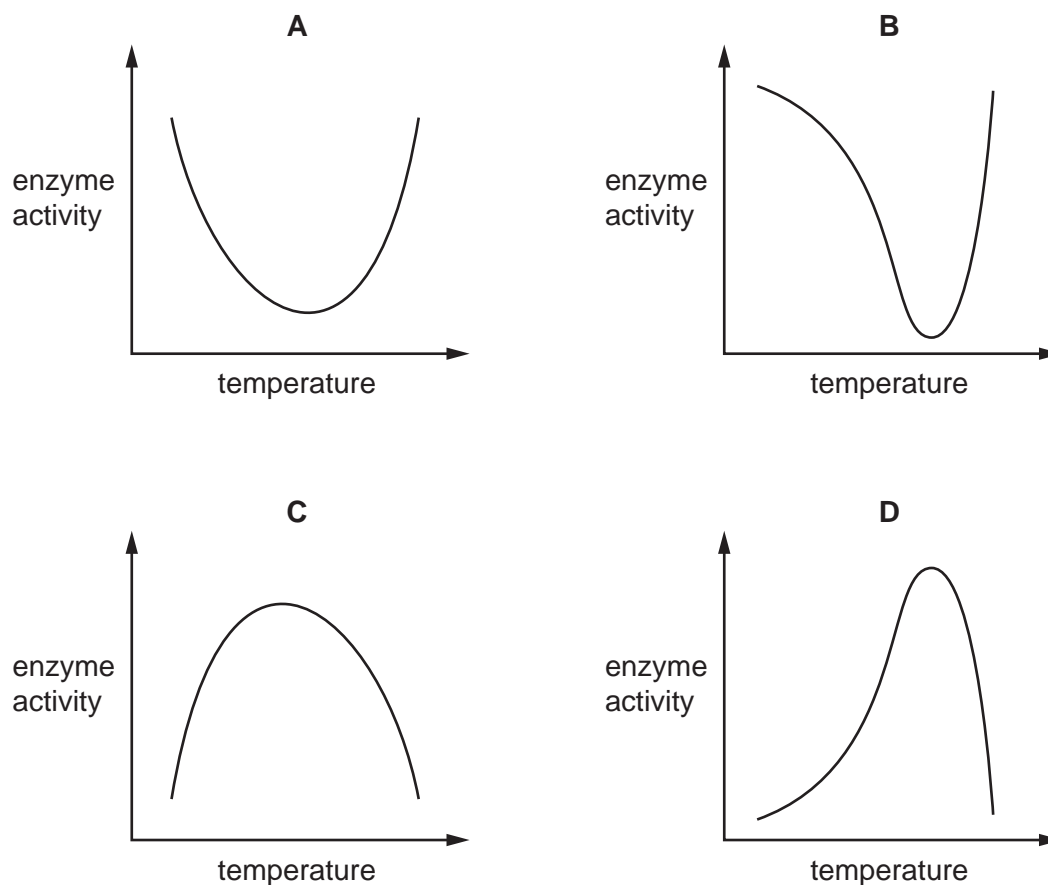 A
enzyme
activity
temperature
B
enzyme
activity
temperature
C
enzyme
activity
temperature
D
enzyme
activity
temperature